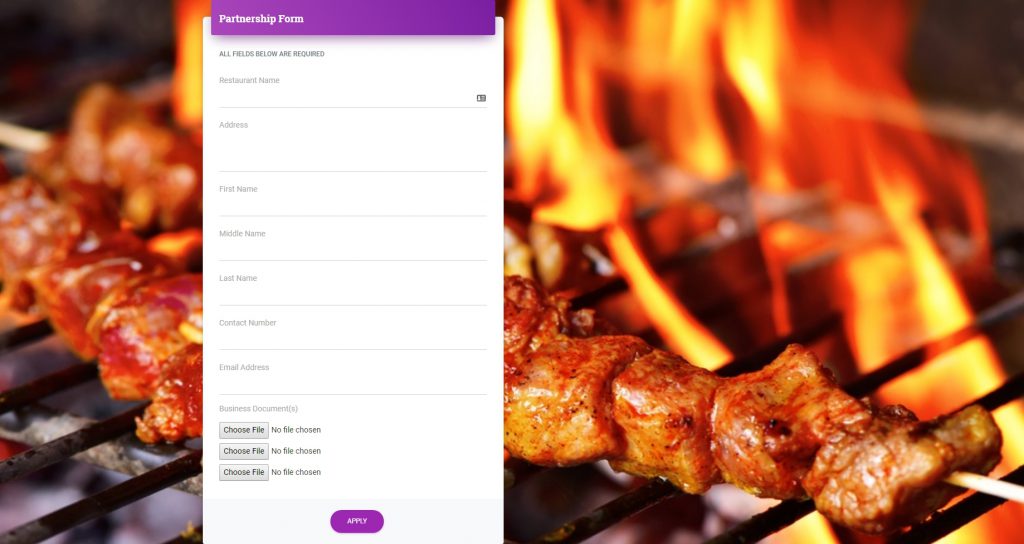 Partnership Form
ALL FIELDS BELOW ARE REQUIRED
Restaurant Name
Address
First Name
Middle Name
Last Name
Contact Number
Email Address
Business Document(s)
Choose File No file chosen
Choose File No file chosen
Choose File No file chosen
APPLY